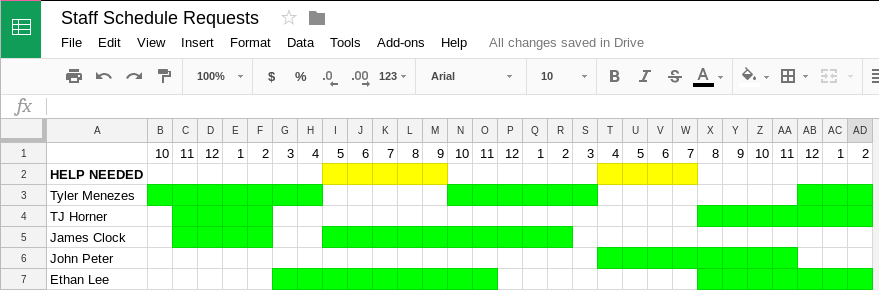 Staff Schedule Requests
File Edit View Insert Format Data Tools Add-ons Help All changes saved in Drive
100% $ % .0 .00 123 Arial 10 B I S A
fx
A B C D E F G H I J K L M N O P Q R S T U V W X Y Z AA AB AC AD
1 10 11 12 1 2 3 4 5 6 7 8 9 10 11 12 1 2 3 4 5 6 7 8 9 10 11 12 1 2
2 HELP NEEDED
3 Tyler Menezes
4 TJ Horner
5 James Clock
6 John Peter
7 Ethan Lee